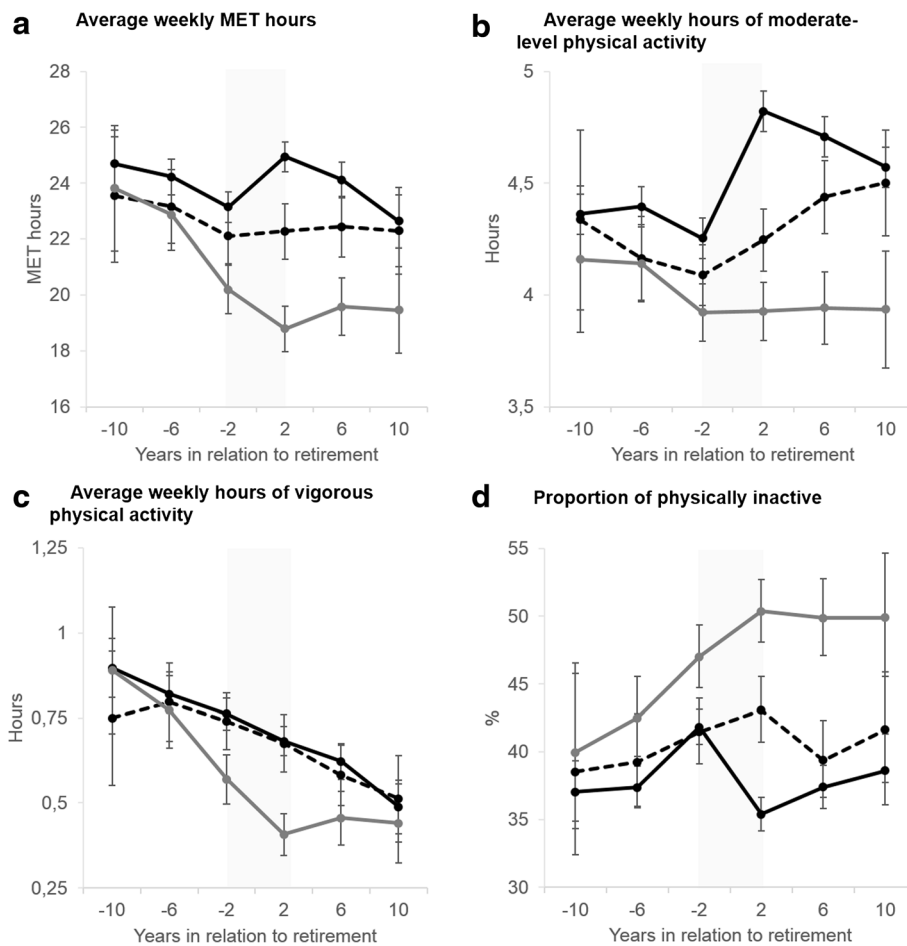 a
Average weekly MET hours
28
26
24
22
20
18
16
MET hours
-10
-6
-2
2
6
10
Years in relation to retirement
b
Average weekly hours of moderate-
level physical activity
5
4,5
4
3,5
Hours
-10
-6
-2
2
6
10
Years in relation to retirement
c
Average weekly hours of vigorous
physical activity
1,25
1
0,75
0,5
0,25
Hours
-10
-6
-2
2
6
10
Years in relation to retirement
d
Proportion of physically inactive
55
50
45
40
35
30
%
-10
-6
-2
2
6
10
Years in relation to retirement